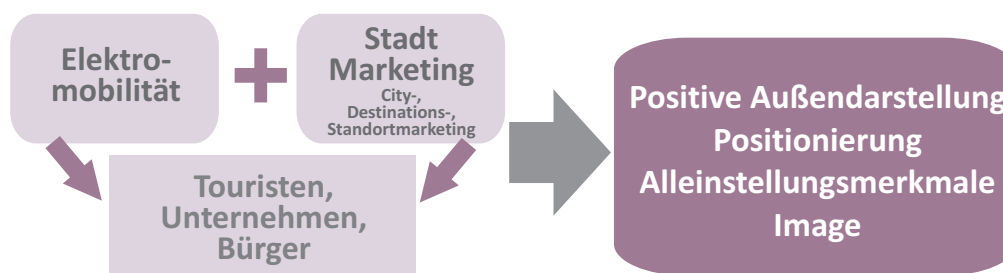 Elektro-
mobilität
Stadt
Marketing
City-,
Destinations-,
Standortmarketing
Touristen,
Unternehmen,
Bürger
Positive Außendarstellung
Positionierung
Alleinstellungsmerkmale
Image